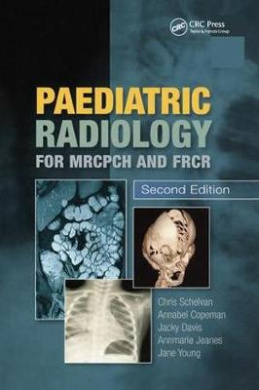 CRC Press
Taylor & Francis Group
PAEDIATRIC
RADIOLOGY
FOR MRCPCH AND FRCR
Second Edition
Chris Schelvan
Annabel Copeman
Jacky Davis
Annmarie Jeanes
Jane Young